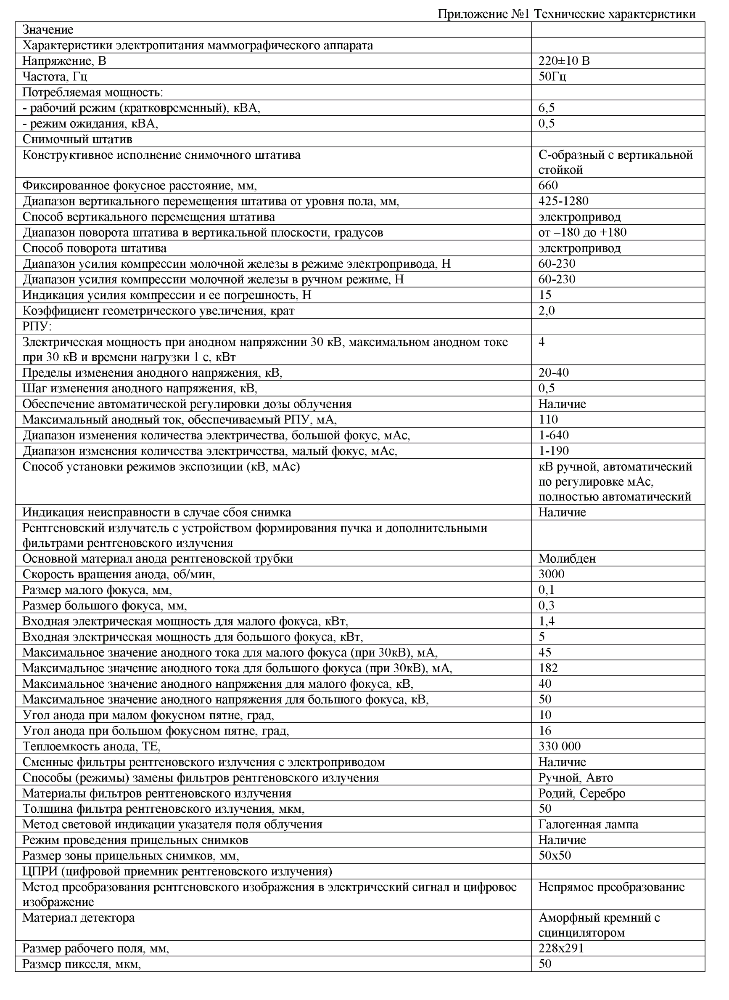 Приложение №1 Технические характеристики
Значение
Характеристики электропитания маммографического аппарата
Напряжение, В 220±10 В
Частота, Гц 50Гц
Потребляемая мощность:
- рабочий режим (кратковременный), кВА, 6,5
- режим ожидания, кВА, 0,5
Снимочный штатив
Конструктивное исполнение снимочного штатива С-образный с вертикальной
стойкой
Фиксированное фокусное расстояние, мм, 660
Диапазон вертикального перемещения штатива от уровня пола, мм, 425-1280
Способ вертикального перемещения штатива электропривод
Диапазон поворота штатива в вертикальной плоскости, градусов от –180 до +180
Способ поворота штатива электропривод
Диапазон усилия компрессии молочной железы в режиме электропривода, Н 60-230
Диапазон усилия компрессии молочной железы в ручном режиме, Н 60-230
Индикация усилия компрессии и ее погрешность, Н 15
Коэффициент геометрического увеличения, крат 2,0
РПУ:
Злектрическая мощность при анодном напряжении 30 кВ, максимальном анодном токе 4
при 30 кВ и времени нагрузки 1 с, кВт
Пределы изменения анодного напряжения, кВ, 20-40
Шаг изменения анодного напряжения, кВ, 0,5
Обеспечение автоматической регулировки дозы облучения Наличие
Максимальный анодный ток, обеспечиваемый РПУ, мА, 110
Диапазон изменения количества электричества, большой фокус, мАс, 1-640
Диапазон изменения количества электричества, малый фокус, мАс, 1-190
Способ установки режимов экспозиции (кВ, мАс) кВ ручной, автоматический
по регулировке мАс,
полностью автоматический
Индикация неисправности в случае сбоя снимка Наличие
Рентгеновский излучатель с устройством формирования пучка и дополнительными
фильтрами рентгеновского излучения
Основной материал анода рентгеновской трубки Молибден
Скорость вращения анода, об/мин, 3000
Размер малого фокуса, мм, 0,1
Размер большого фокуса, мм, 0,3
Входная электрическая мощность для малого фокуса, кВт, 1,4
Входная электрическая мощность для большого фокуса, кВт, 5
Максимальное значение анодного тока для малого фокуса (при 30кВ), мА, 45
Максимальное значение анодного тока для большого фокуса (при 30кВ), мА, 182
Максимальное значение анодного напряжения для малого фокуса, кВ, 40
Максимальное значение анодного напряжения для большого фокуса, кВ, 50
Угол анода при малом фокусном пятне, град, 10
Угол анода при большом фокусном пятне, град, 16
Теплоемкость анода, ТЕ, 330 000
Сменные фильтры рентгеновского излучения с электроприводом Наличие
Способы (режимы) замены фильтров рентгеновского излучения Ручной, Авто
Материалы фильтров рентгеновского излучения Родий, Серебро
Толщина фильтра рентгеновского излучения, мкм, 50
Метод световой индикации указателя поля облучения Галогенная лампа
Режим проведения прицельных снимков Наличие
Размер зоны прицельных снимков, мм, 50х50
ЦПРИ (цифровой приемник рентгеновского излучения)
Метод преобразования рентгеновского изображения в электрический сигнал и цифровое Непрямое преобразование
изображение
Материал детектора Аморфный кремний с
сцинцилятором
Размер рабочего поля, мм, 228х291
Размер пикселя, мкм, 50